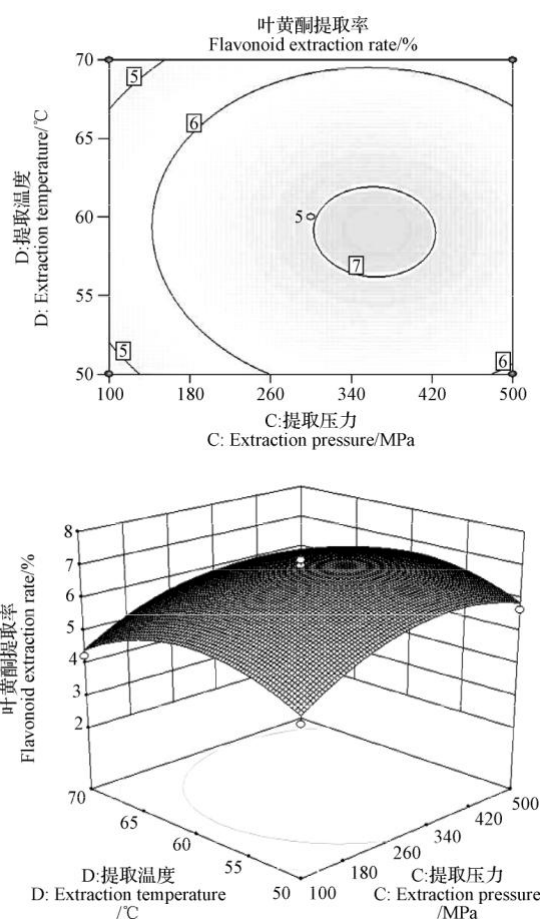 叶黄酮提取率
Flavonoid extraction rate/%
70
65
60
55
50
D:提取温度
D: Extraction temperature/℃
5
6
5
7
5
6
100
180
260
340
420
500
C:提取压力
C: Extraction pressure/MPa
8
7
6
5
4
3
2
叶黄酮提取率
Flavonoid extraction rate/%
70
65
60
55
50
100
180
260
340
420
500
D:提取温度
D: Extraction temperature
/℃
C:提取压力
C: Extraction pressure
/MPa